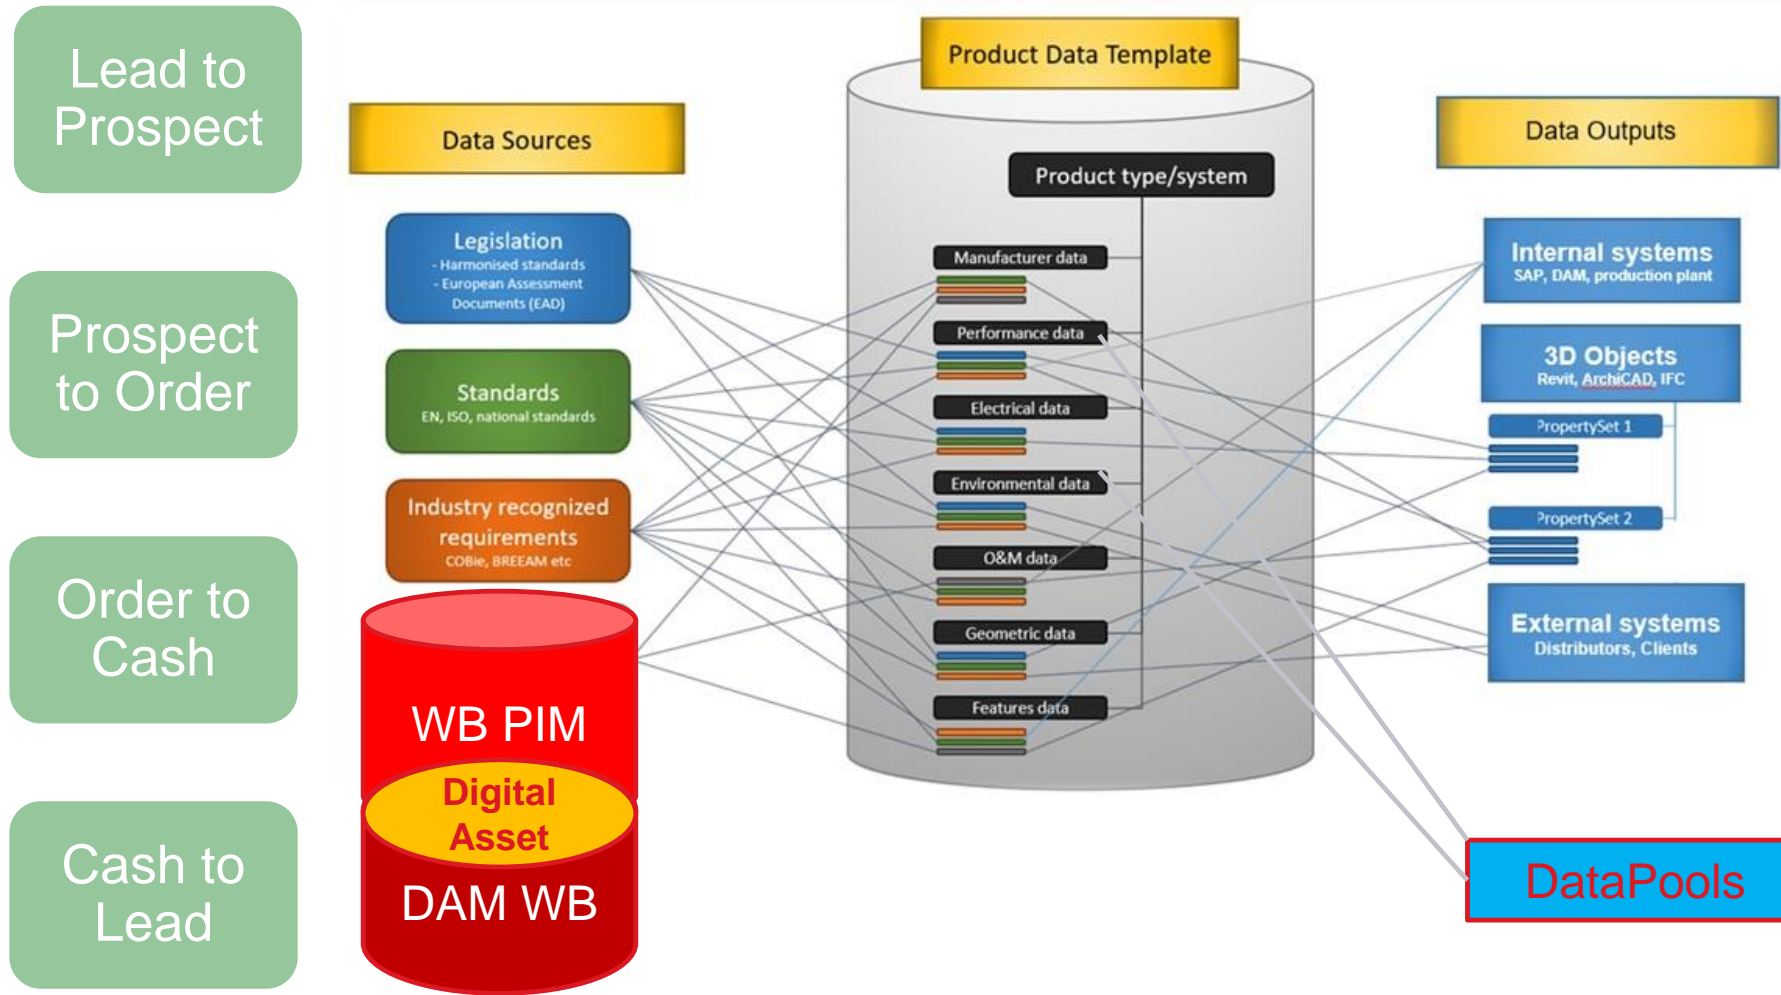 Lead to
Prospect
Prospect
to Order
Order to
Cash
Cash to
Lead
Data Sources
Legislation
- Harmonised standards
- European Assessment
Documents (EAD)
Standards
EN, ISO, national standards
Industry recognized
requirements
COBie, BREEAM etc
WB PIM
Digital
Asset
DAM WB
Product Data Template
Product type/system
Manufacturer data
Performance data
Electrical data
Environmental data
O&M data
Geometric data
Features data
Data Outputs
Internal systems
SAP, DAM, production plant
3D Objects
Revit, ArchiCAD, IFC
PropertySet 1
PropertySet 2
External systems
Distributors, Clients
DataPools